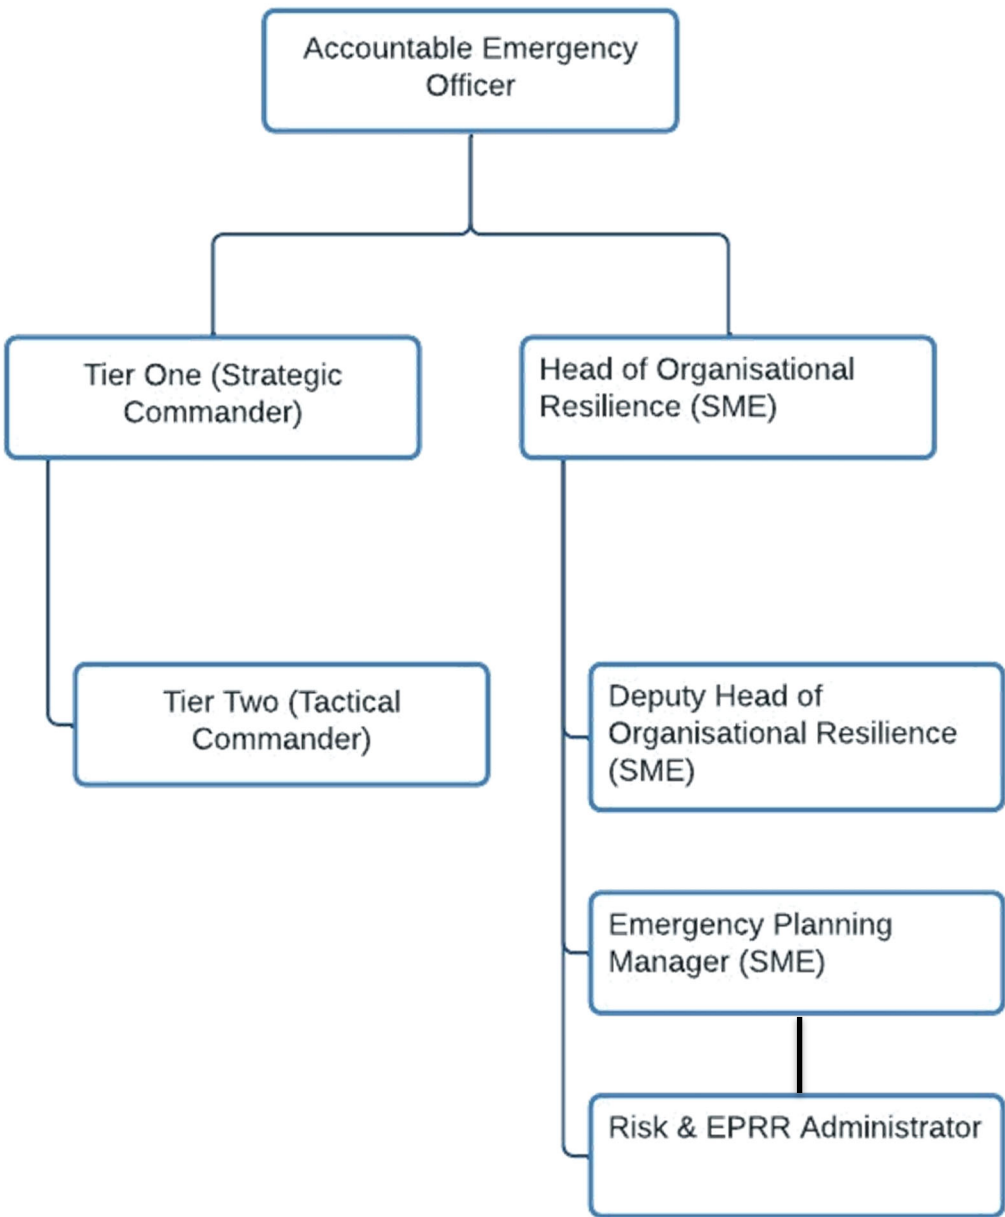 Accountable Emergency
Officer
Tier One (Strategic
Commander)
Head of Organisational
Resilience (SME)
Tier Two (Tactical
Commander)
Deputy Head of
Organisational Resilience
(SME)
Emergency Planning
Manager (SME)
Risk & EPRR Administrator